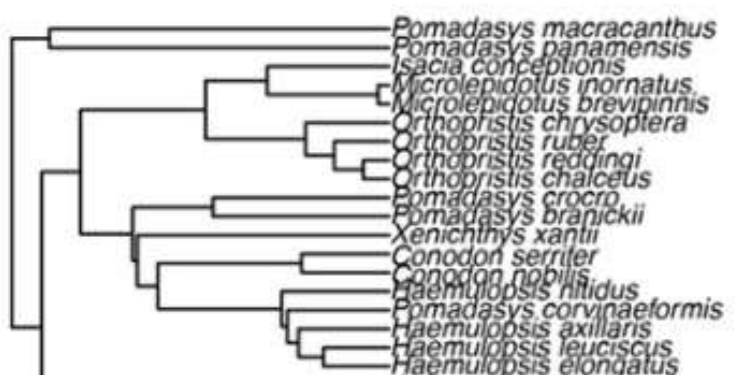 Pomadasys macracanthus
Pomadasys panamensis
Isacia conceptionis
Microlepidotus inornatus
Microlepidotus brevipinnis
Orthopristis chrysoptera
Orthopristis ruber
Orthopristis reddingi
Orthopristis chalceus
Pomadasys crocro
Pomadasys branickii
Xenichthys xantii
Conodon serrifer
Conodon nobilis
Haemulopsis nitidus
Pomadasys corvinaeformis
Haemulopsis axillaris
Haemulopsis leuciscus
Haemulopsis elongatus